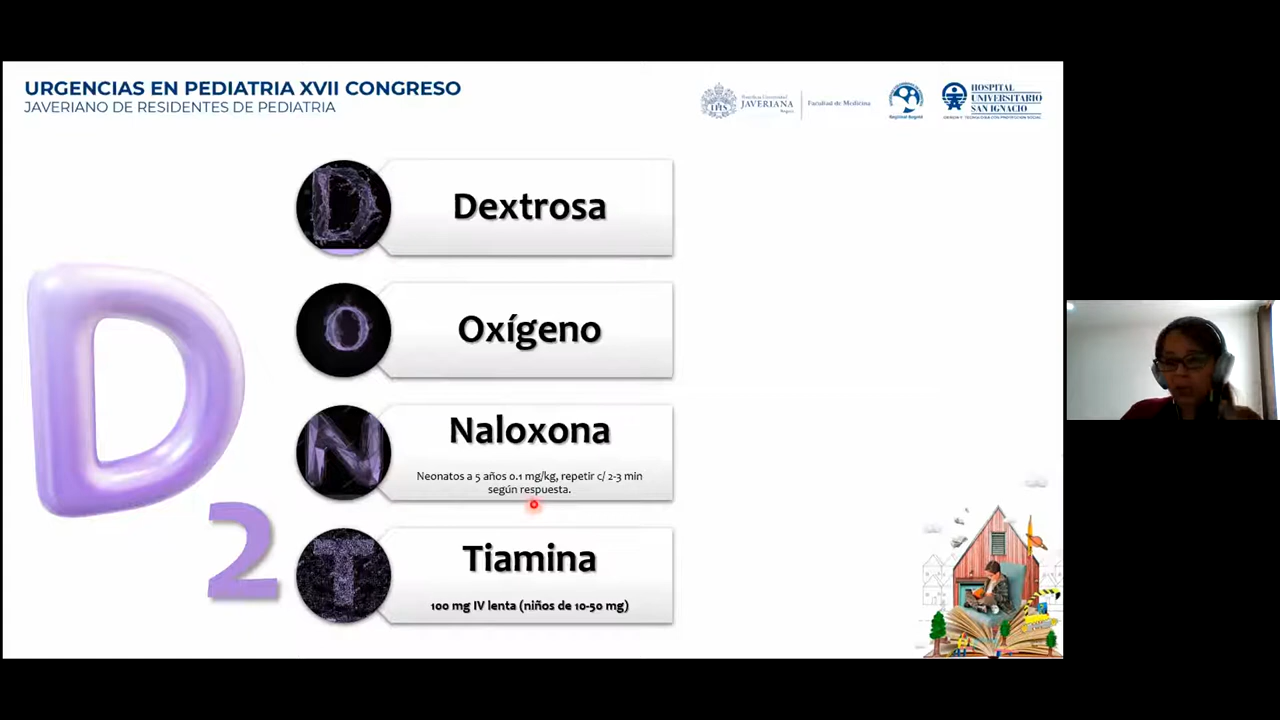 URGENCIAS EN PEDIATRIA XVII CONGRESO
JAVERIANO DE RESIDENTES DE PEDIATRIA
JAVERIANA
Facultad de Medicina
Regional Bogotá
HOSPITAL
UNIVERSITARIO
SAN IGNACIO
D
2
D
Dextrosa
O
Oxígeno
N
Naloxona
Neonatos a 5 años 0.1 mg/kg, repetir c/ 2-3 min
según respuesta.
T
Tiamina
100 mg IV lenta (niños de 10-50 mg)